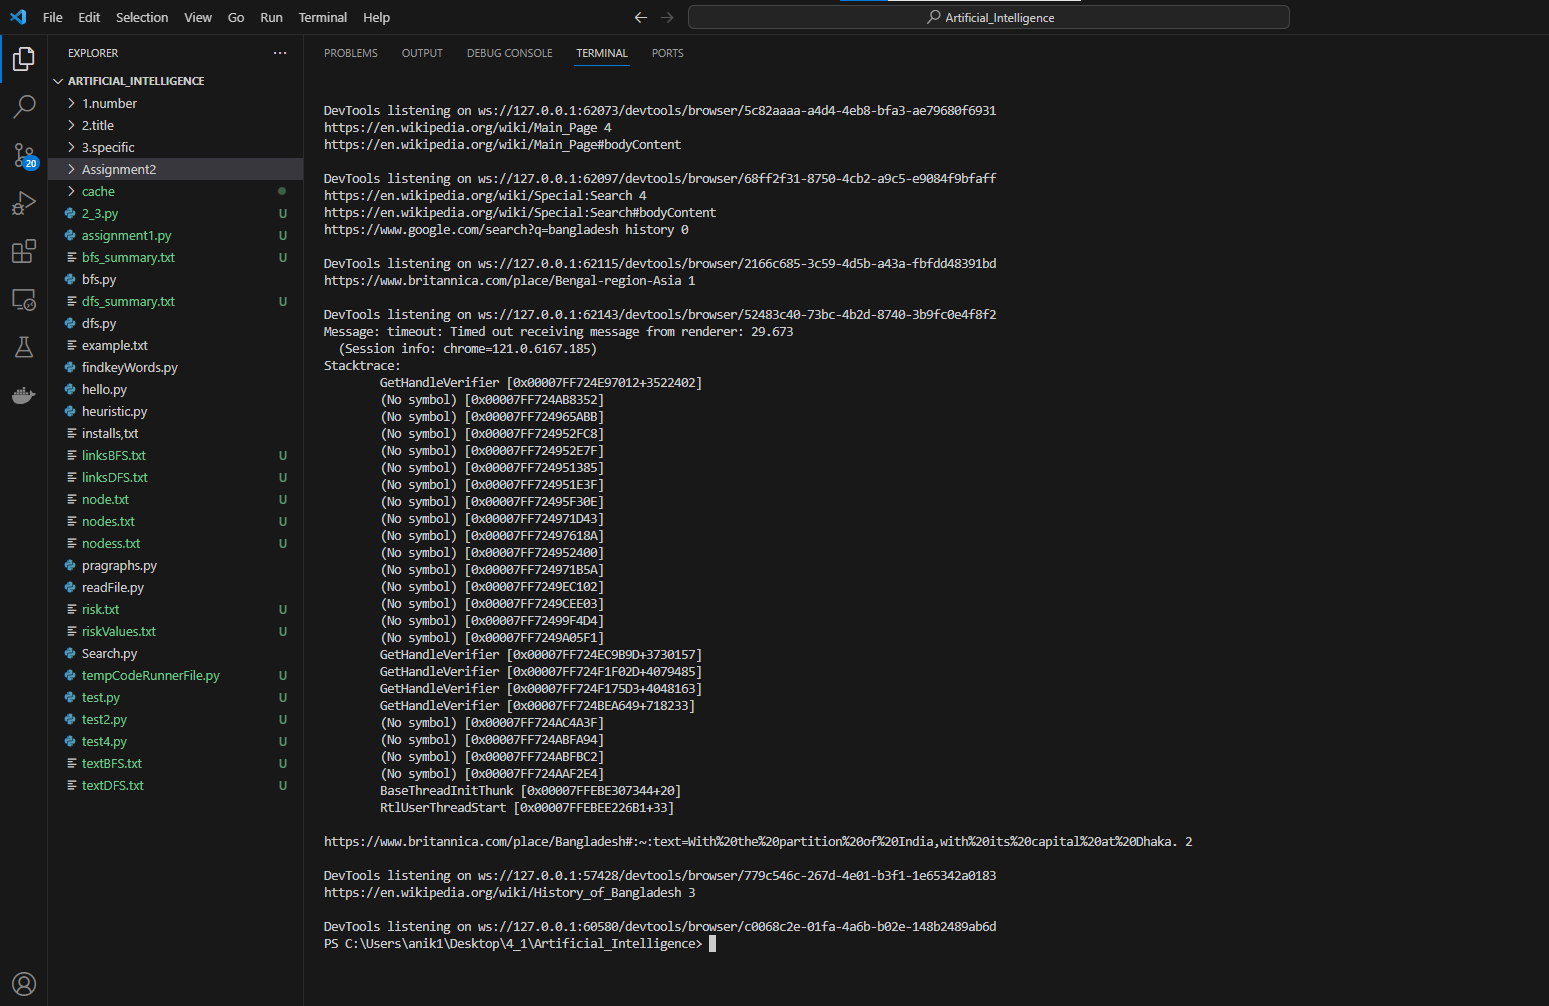 File Edit Selection View Go Run Terminal Help
Artificial_Intelligence
EXPLORER
ARTIFICIAL_INTELLIGENCE
1.number
2.title
3.specific
20
Assignment2
cache
2_3.py U
assignment1.py U
bfs_summary.txt U
bfs.py
dfs_summary.txt U
dfs.py
example.txt
findkeyWords.py
hello.py
heuristic.py
installs,txt
linksBFS.txt U
linksDFS.txt U
node.txt U
nodes.txt U
nodess.txt U
pragraphs.py
readFile.py
risk.txt U
riskValues.txt U
Search.py
tempCodeRunnerFile.py U
test.py U
test2.py U
test4.py U
textBFS.txt U
textDFS.txt U
PROBLEMS OUTPUT DEBUG CONSOLE TERMINAL PORTS
DevTools listening on ws://127.0.0.1:62073/devtools/browser/5c82aaaa-a4d4-4eb8-bfa3-ae79680f6931
https://en.wikipedia.org/wiki/Main_Page 4
https://en.wikipedia.org/wiki/Main_Page#bodyContent
DevTools listening on ws://127.0.0.1:62097/devtools/browser/68ff2f31-8750-4cb2-a9c5-e9084f9bfaff
https://en.wikipedia.org/wiki/Special:Search 4
https://en.wikipedia.org/wiki/Special:Search#bodyContent
https://www.google.com/search?q=bangladesh history 0
DevTools listening on ws://127.0.0.1:62115/devtools/browser/2166c685-3c59-4d5b-a43a-fbfdd48391bd
https://www.britannica.com/place/Bengal-region-Asia 1
DevTools listening on ws://127.0.0.1:62143/devtools/browser/52483c40-73bc-4b2d-8740-3b9fc0e4f8f2
Message: timeout: Timed out receiving message from renderer: 29.673
(Session info: chrome=121.0.6167.185)
Stacktrace:
GetHandleVerifier [0x00007FF724E97012+3522402]
(No symbol) [0x00007FF724AB8352]
(No symbol) [0x00007FF724965ABB]
(No symbol) [0x00007FF724952FC8]
(No symbol) [0x00007FF724952E7F]
(No symbol) [0x00007FF724951385]
(No symbol) [0x00007FF724951E3F]
(No symbol) [0x00007FF72495F30E]
(No symbol) [0x00007FF724971D43]
(No symbol) [0x00007FF72497618A]
(No symbol) [0x00007FF724952400]
(No symbol) [0x00007FF724971B5A]
(No symbol) [0x00007FF7249EC102]
(No symbol) [0x00007FF7249CEE03]
(No symbol) [0x00007FF72499F4D4]
(No symbol) [0x00007FF7249A05F1]
GetHandleVerifier [0x00007FF724EC9B9D+3730157]
GetHandleVerifier [0x00007FF724F1F02D+4079485]
GetHandleVerifier [0x00007FF724F175D3+4048163]
GetHandleVerifier [0x00007FF724BEA649+718233]
(No symbol) [0x00007FF724AC4A3F]
(No symbol) [0x00007FF724ABFA94]
(No symbol) [0x00007FF724ABFBC2]
(No symbol) [0x00007FF724AAF2E4]
BaseThreadInitThunk [0x00007FFEBE307344+20]
RtlUserThreadStart [0x00007FFEBEE226B1+33]
https://www.britannica.com/place/Bangladesh#:~:text=With%20the%20partition%20of%20India,with%20its%20capital%20at%20Dhaka. 2
DevTools listening on ws://127.0.0.1:57428/devtools/browser/779c546c-267d-4e01-b3f1-1e65342a0183
https://en.wikipedia.org/wiki/History_of_Bangladesh 3
DevTools listening on ws://127.0.0.1:60580/devtools/browser/c0068c2e-01fa-4a6b-b02e-148b2489ab6d
PS C:\Users\anik1\Desktop\4_1\Artificial_Intelligence>